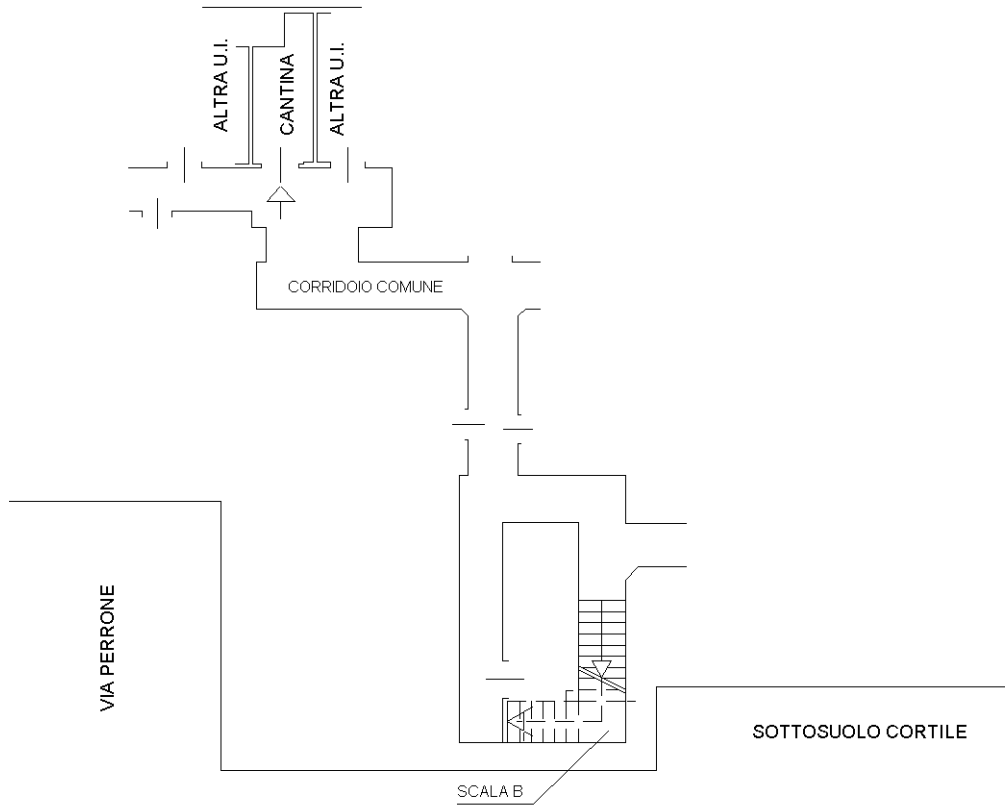 ALTRA U.I.
CANTINA
ALTRA U.I.
CORRIDOIO COMUNE
VIA PERRONE
SOTTOSUOLO CORTILE
SCALA B